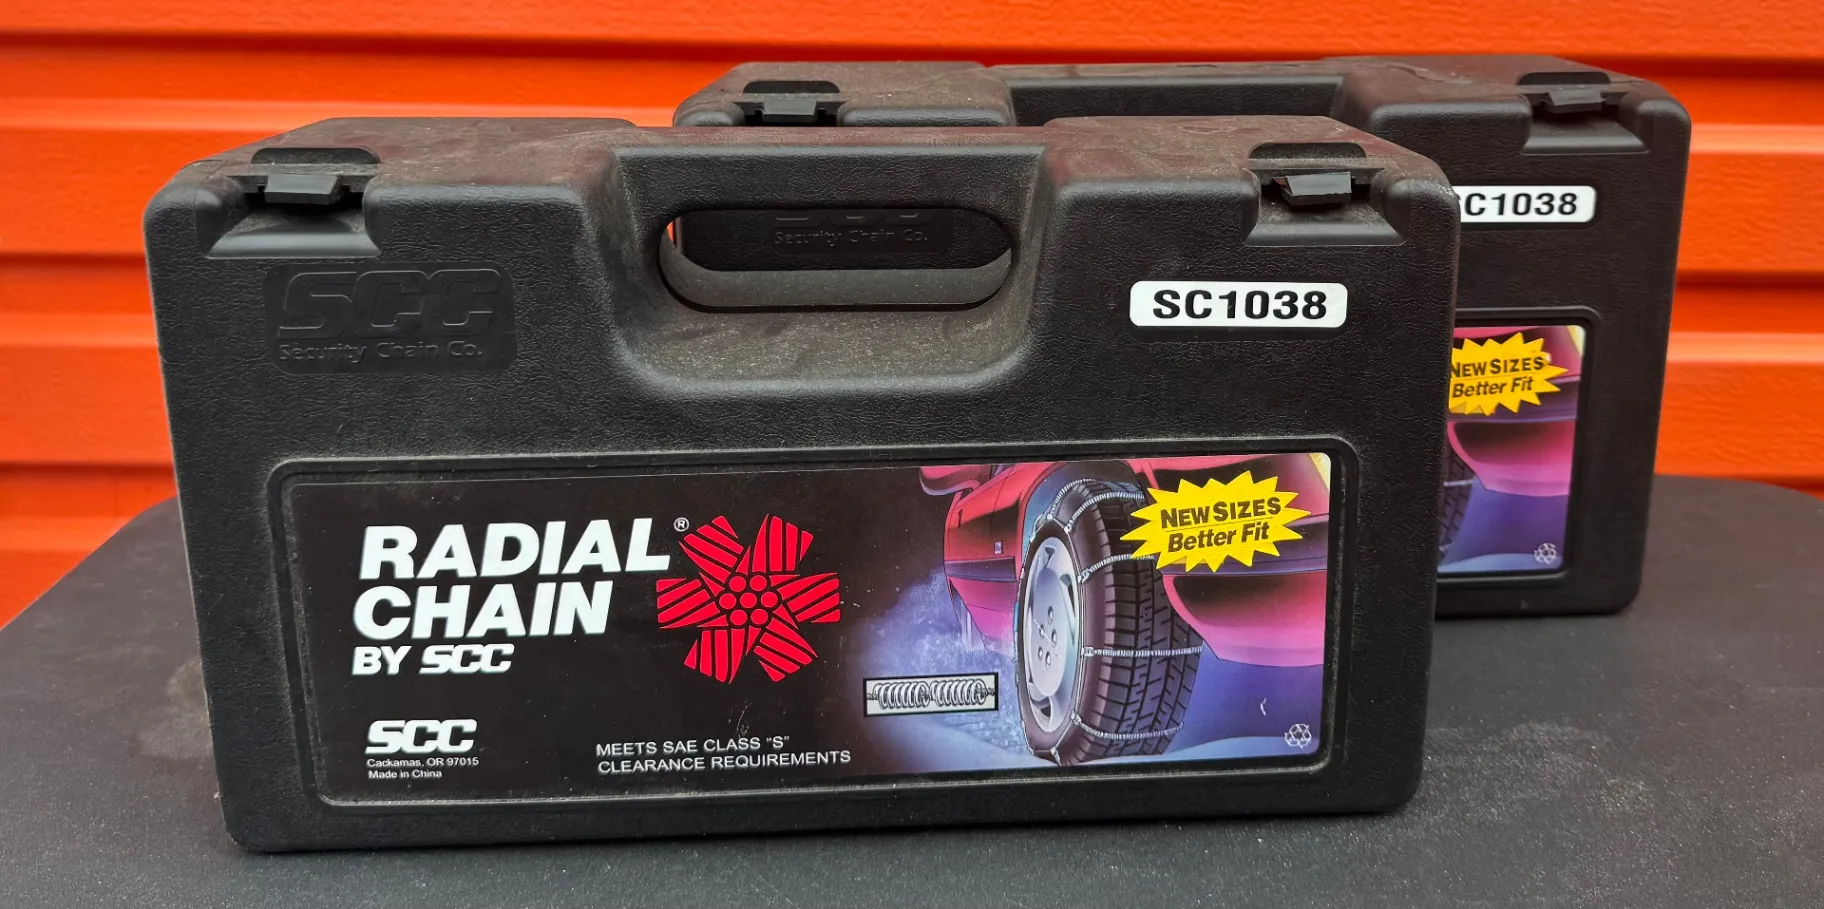 SCC
Security Chain Co.
Security Chain Co.
SC1038
RADIAL®
CHAIN
BY SCC
SCC
Cackamas, OR 97015
Made in China
MEETS SAE CLASS "S"
CLEARANCE REQUIREMENTS
NEW SIZES
Better Fit
SC1038
NEW SIZES
Better Fit